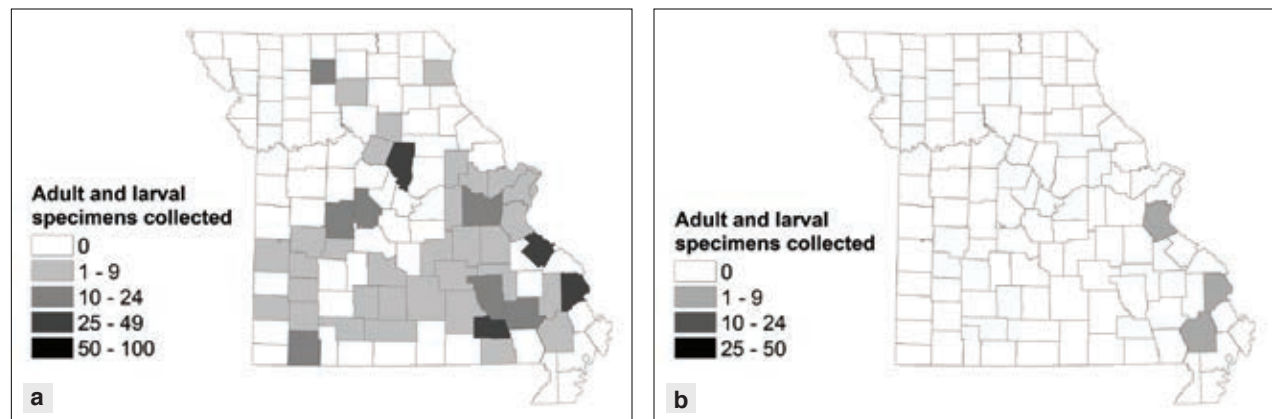 Adult and larval
specimens collected
0
1 - 9
10 - 24
25 - 49
50 - 100
a
Adult and larval
specimens collected
0
1 - 9
10 - 24
25 - 50
b